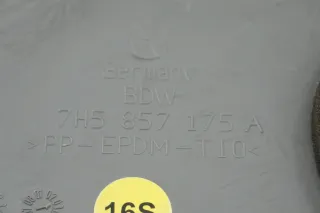 Germany
BDW
7H5 857 175 A
>PP-EPDM-T10<
16S